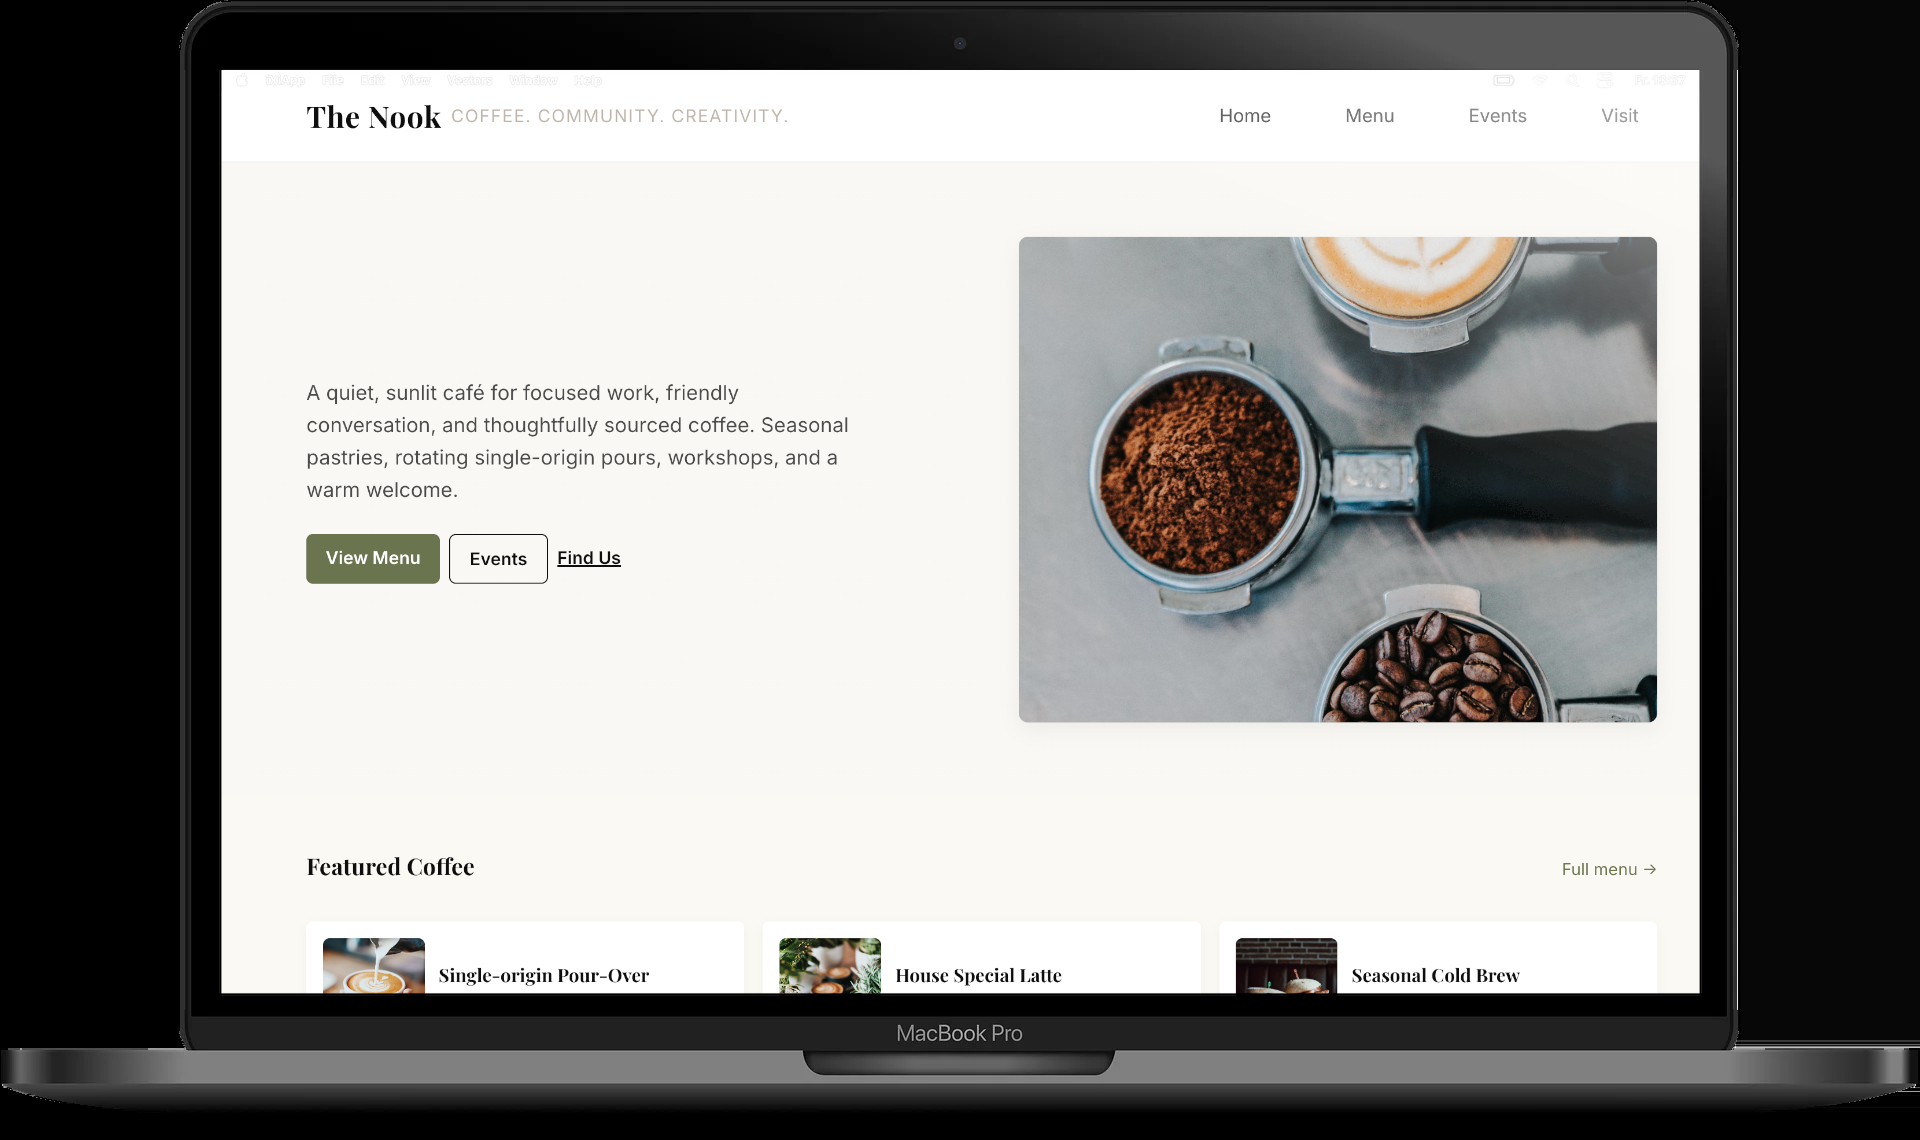 The Nook COFFEE. COMMUNITY. CREATIVITY. Home Menu Events Visit
A quiet, sunlit café for focused work, friendly
conversation, and thoughtfully sourced coffee. Seasonal
pastries, rotating single-origin pours, workshops, and a
warm welcome.
View Menu Events Find Us
Featured Coffee Full menu →
Single-origin Pour-Over House Special Latte Seasonal Cold Brew
MacBook Pro